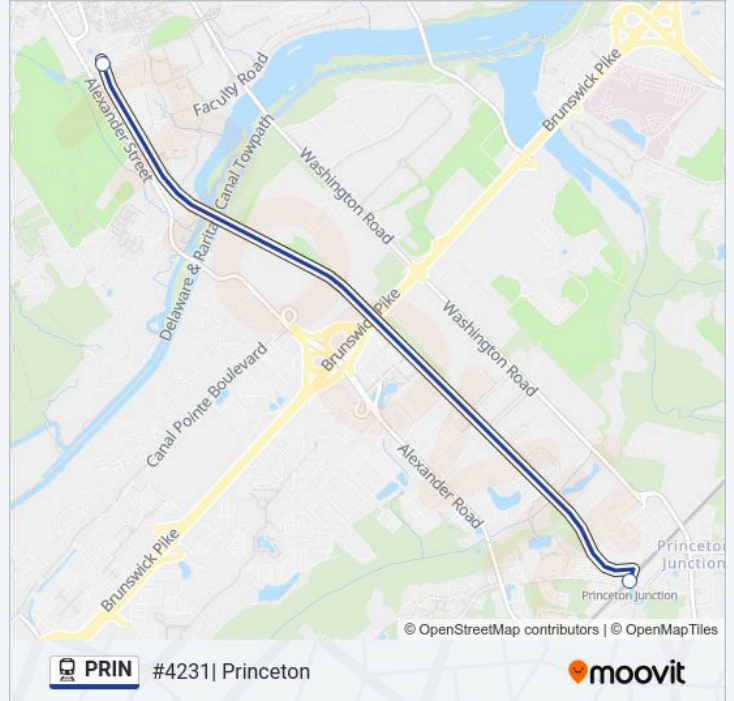 Faculty Road
Brunswick Pike
Alexander Street
Washington Road
Delaware & Raritan Canal Towpath
Brunswick Pike
Washington Road
Canal Pointe Boulevard
Alexander Road
Brunswick Pike
Princeton
Junction
Princeton Junction
© OpenStreetMap contributors | © OpenMapTiles
PRIN #4231| Princeton
moovit